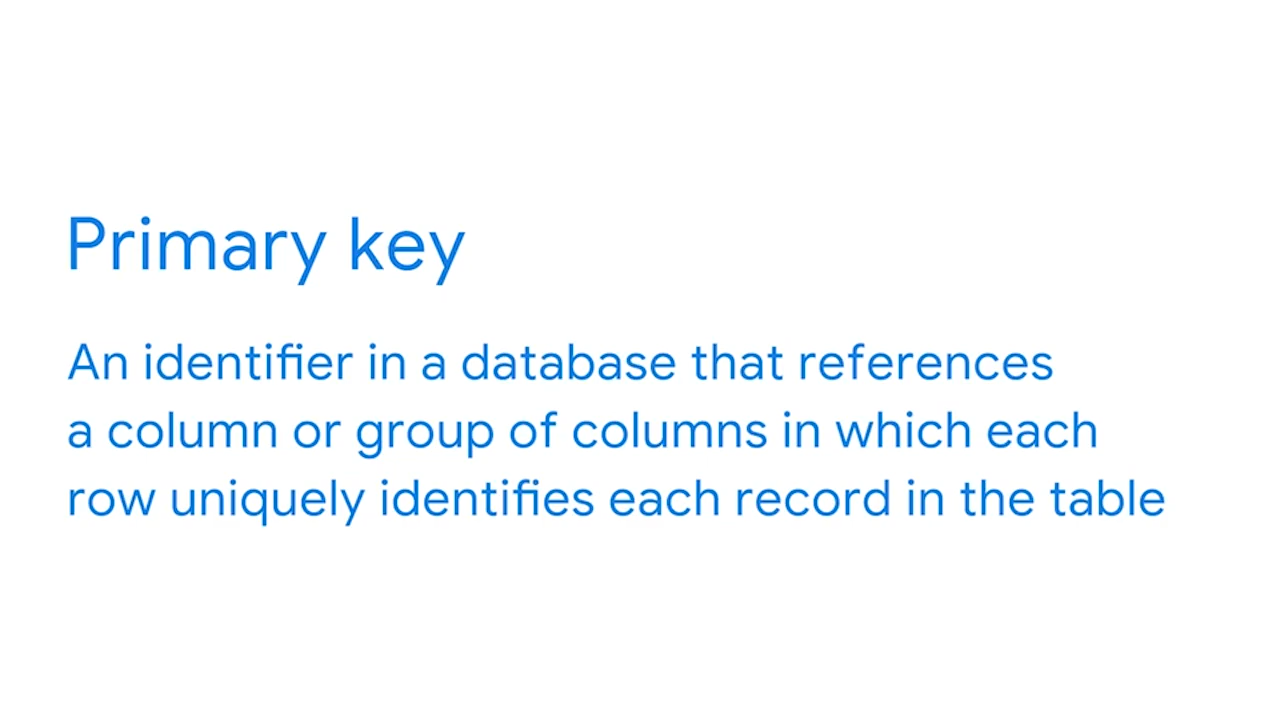 Primary key
An identifier in a database that references
a column or group of columns in which each
row uniquely identifies each record in the table